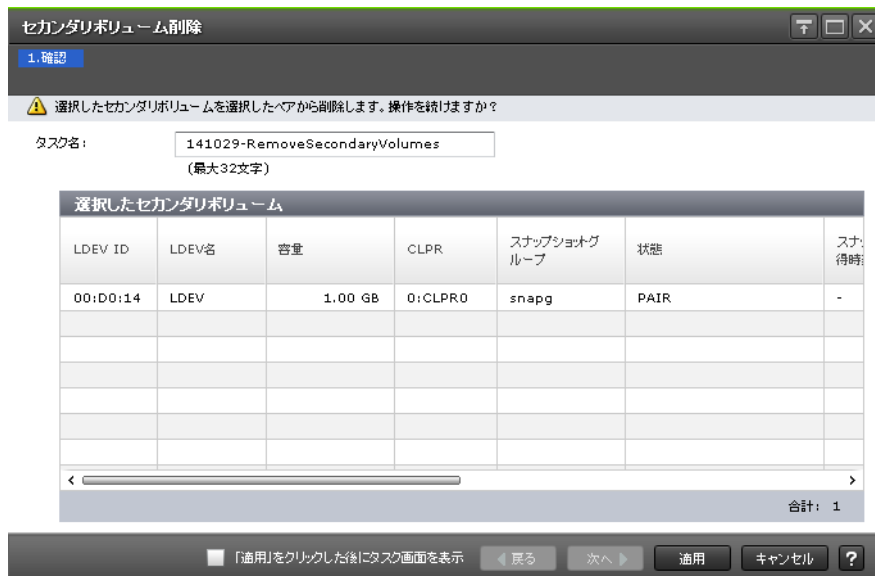 セカンダリボリューム削除
1.確認
選択したセカンダリボリュームを選択したペアから削除します。操作を続けますか？
タスク名:
141029-RemoveSecondaryVolumes
(最大32文字)
選択したセカンダリボリューム
LDEV ID LDEV名 容量 CLPR スナップショットグ 状態 スナ
ループ 得時
00:D0:14 LDEV 1.00 GB 0:CLPR0 snapg PAIR -
合計: 1
「適用」をクリックした後にタスク画面を表示 戻る 次へ 適用 キャンセル ?